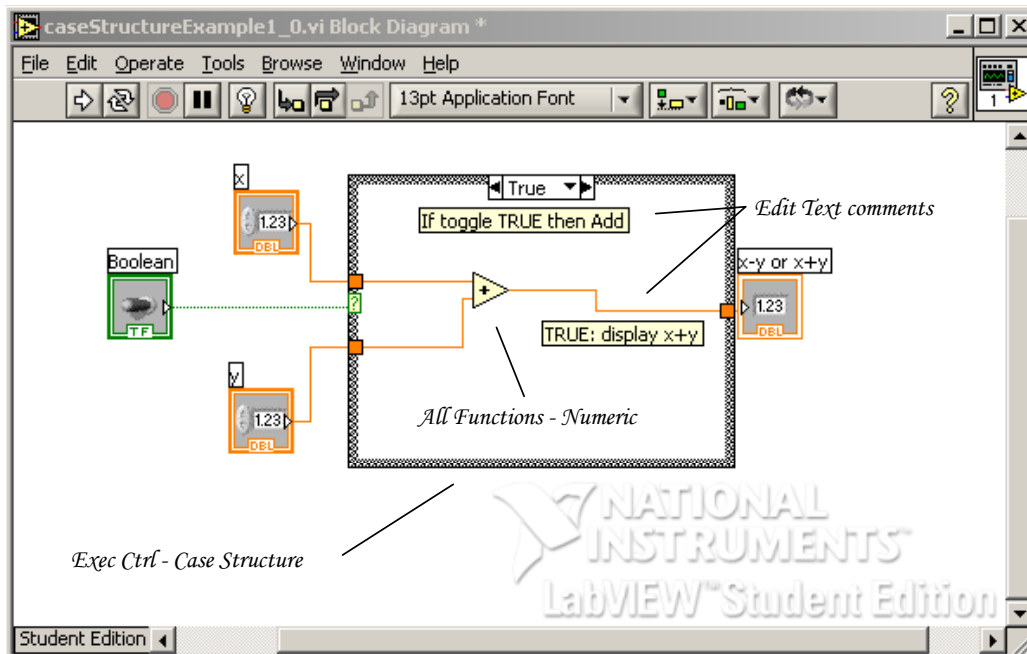 caseStructureExample1_0.vi Block Diagram *
File Edit Operate Tools Browse Window Help
13pt Application Font
?
1
x
True
1.23
DBL
If toggle TRUE then Add
Edit Text comments
Boolean
x-y or x+y
TF
?
+
1.23
DBL
TRUE: display x+y
y
1.23
DBL
All Functions - Numeric
Exec Ctrl - Case Structure
NATIONAL
INSTRUMENTS™
LabVIEW™ Student Edition
Student Edition